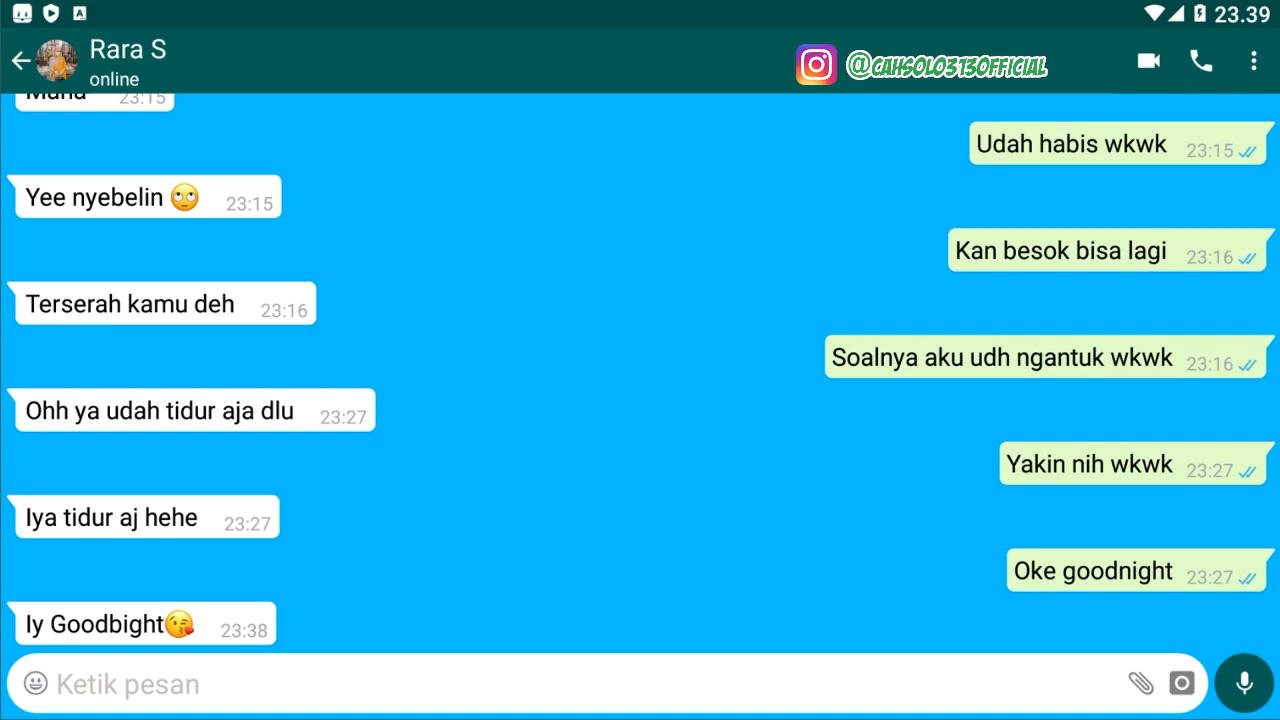 23.39
Rara S
online
@CAHSOLO313OFFICIAL
Mana 23:15
Udah habis wkwk 23:15
Yee nyebelin 🙄 23:15
Kan besok bisa lagi 23:16
Terserah kamu deh 23:16
Soalnya aku udh ngantuk wkwk 23:16
Ohh ya udah tidur aja dlu 23:27
Yakin nih wkwk 23:27
Iya tidur aj hehe 23:27
Oke goodnight 23:27
Iy Goodbight😘 23:38
Ketik pesan